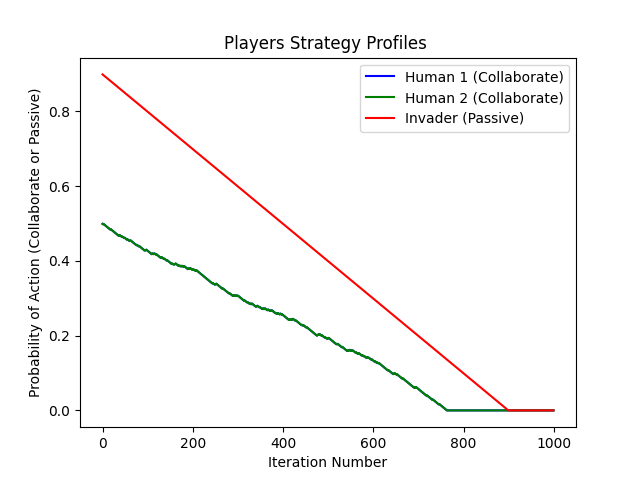 Players Strategy Profiles
Human 1 (Collaborate)
Human 2 (Collaborate)
Invader (Passive)
Probability of Action (Collaborate or Passive)
0.8
0.6
0.4
0.2
0.0
0 200 400 600 800 1000
Iteration Number